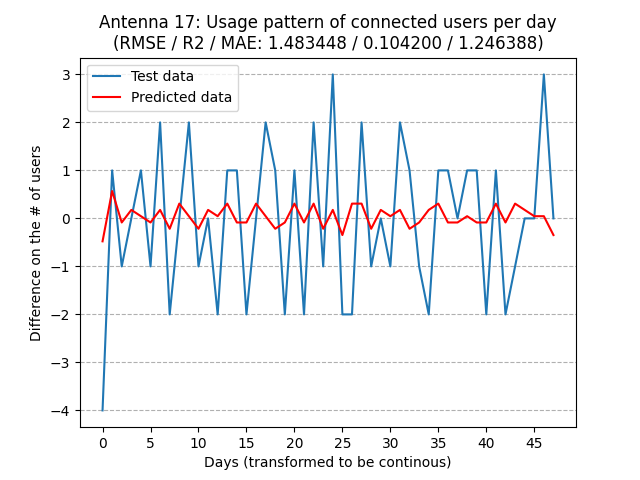 Antenna 17: Usage pattern of connected users per day
(RMSE / R2 / MAE: 1.483448 / 0.104200 / 1.246388)
Test data
Predicted data
3
2
1
0
−1
−2
−3
−4
Difference on the # of users
0 5 10 15 20 25 30 35 40 45
Days (transformed to be continous)